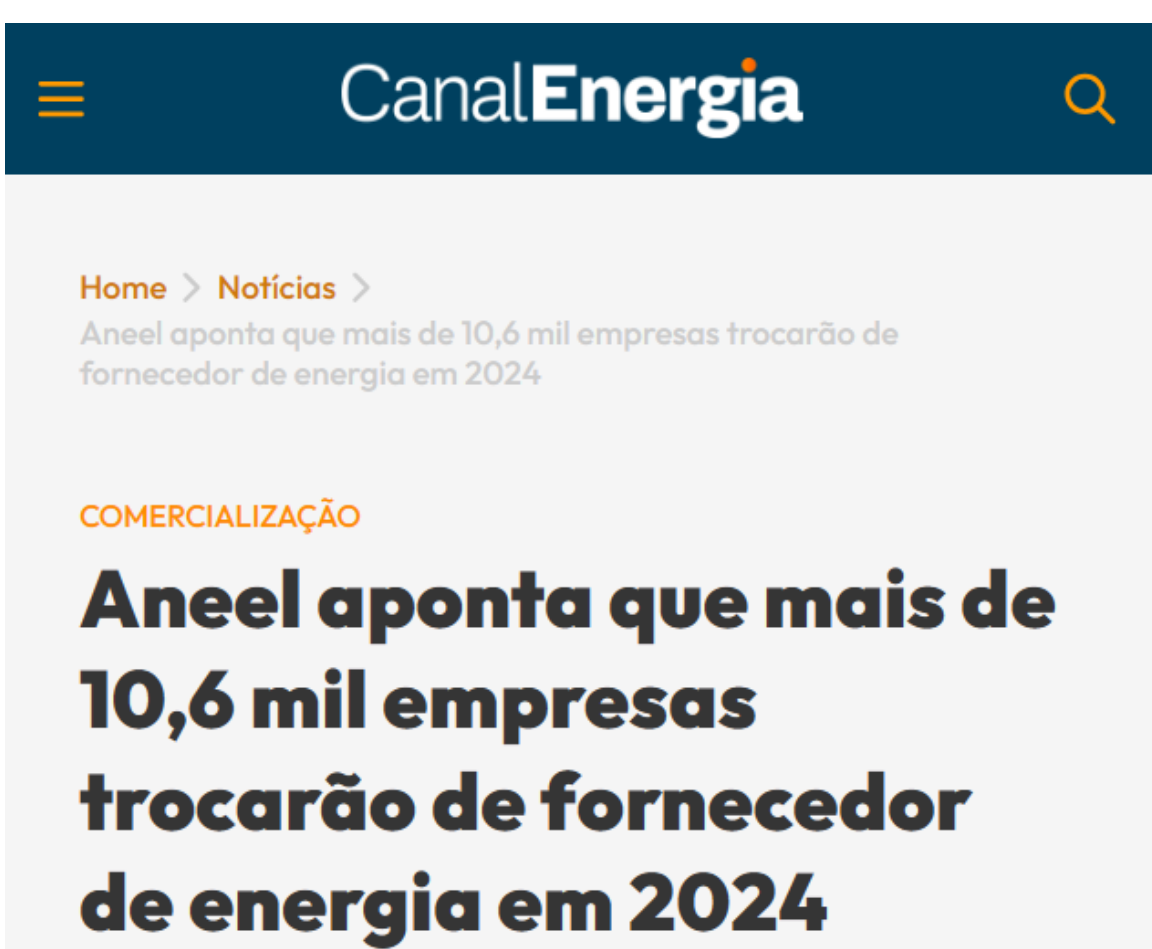 CanalEnergia
Home > Notícias >
Aneel aponta que mais de 10,6 mil empresas trocarão de
fornecedor de energia em 2024
COMERCIALIZAÇÃO
Aneel aponta que mais de
10,6 mil empresas
trocarão de fornecedor
de energia em 2024